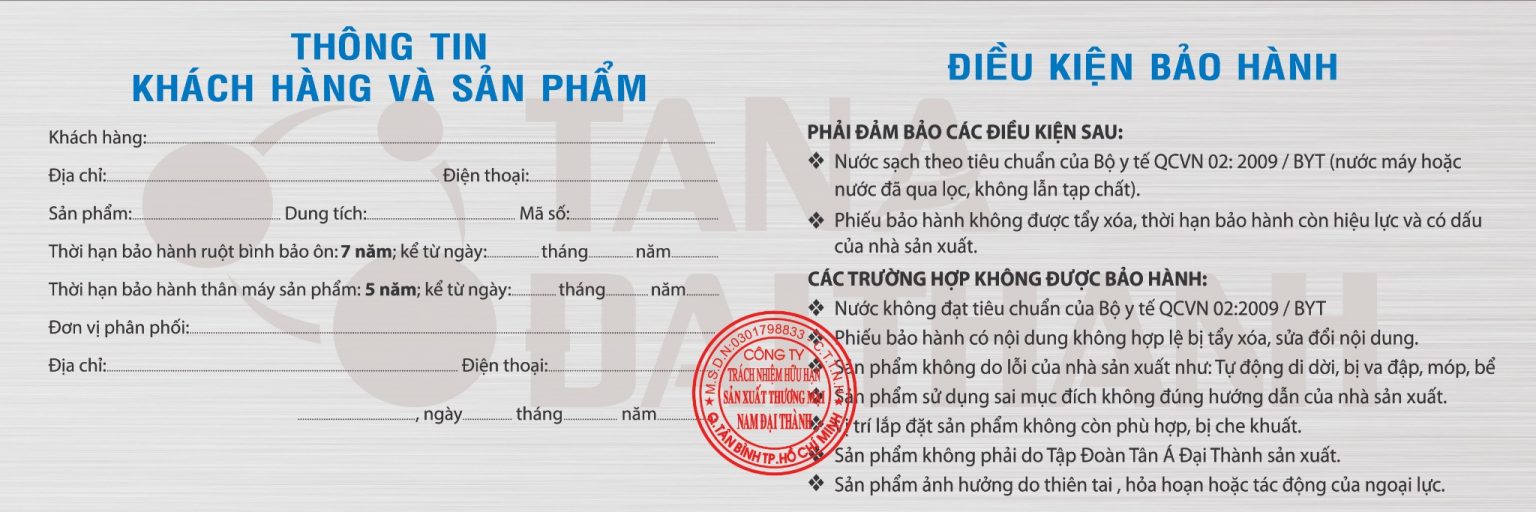 THÔNG TIN
KHÁCH HÀNG VÀ SẢN PHẨM
Khách hàng:
Địa chỉ: Điện thoại:
Sản phẩm: Dung tích: Mã số:
Thời hạn bảo hành ruột bình bảo ôn: 7 năm; kể từ ngày: tháng năm
Thời hạn bảo hành thân máy sản phẩm: 5 năm; kể từ ngày: tháng năm
Đơn vị phân phối:
Địa chỉ: Điện thoại:
, ngày tháng năm
ĐIỀU KIỆN BẢO HÀNH
PHẢI ĐẢM BẢO CÁC ĐIỀU KIỆN SAU:
❖ Nước sạch theo tiêu chuẩn của Bộ y tế QCVN 02: 2009 / BYT (nước máy hoặc
nước đã qua lọc, không lẫn tạp chất).
❖ Phiếu bảo hành không được tẩy xóa, thời hạn bảo hành còn hiệu lực và có dấu
của nhà sản xuất.
CÁC TRƯỜNG HỢP KHÔNG ĐƯỢC BẢO HÀNH:
❖ Nước không đạt tiêu chuẩn của Bộ y tế QCVN 02:2009 / BYT
❖ Phiếu bảo hành có nội dung không hợp lệ bị tẩy xóa, sửa đổi nội dung.
❖ Sản phẩm không do lỗi của nhà sản xuất như: Tự động di dời, bị va đập, móp, bể
❖ Sản phẩm sử dụng sai mục đích không đúng hướng dẫn của nhà sản xuất.
❖ Vị trí lắp đặt sản phẩm không còn phù hợp, bị che khuất.
❖ Sản phẩm không phải do Tập Đoàn Tân Á Đại Thành sản xuất.
❖ Sản phẩm ảnh hưởng do thiên tai , hỏa hoạn hoặc tác động của ngoại lực.
M.S.D.N:0301798833 - C.T.T.N.H.H
CÔNG TY
TRÁCH NHIỆM HỮU HẠN
SẢN XUẤT THƯƠNG MẠI
NAM ĐẠI THÀNH
Q.TÂN BÌNH TP.HỒ CHÍ MINH
TANA
ĐẠI THÀNH